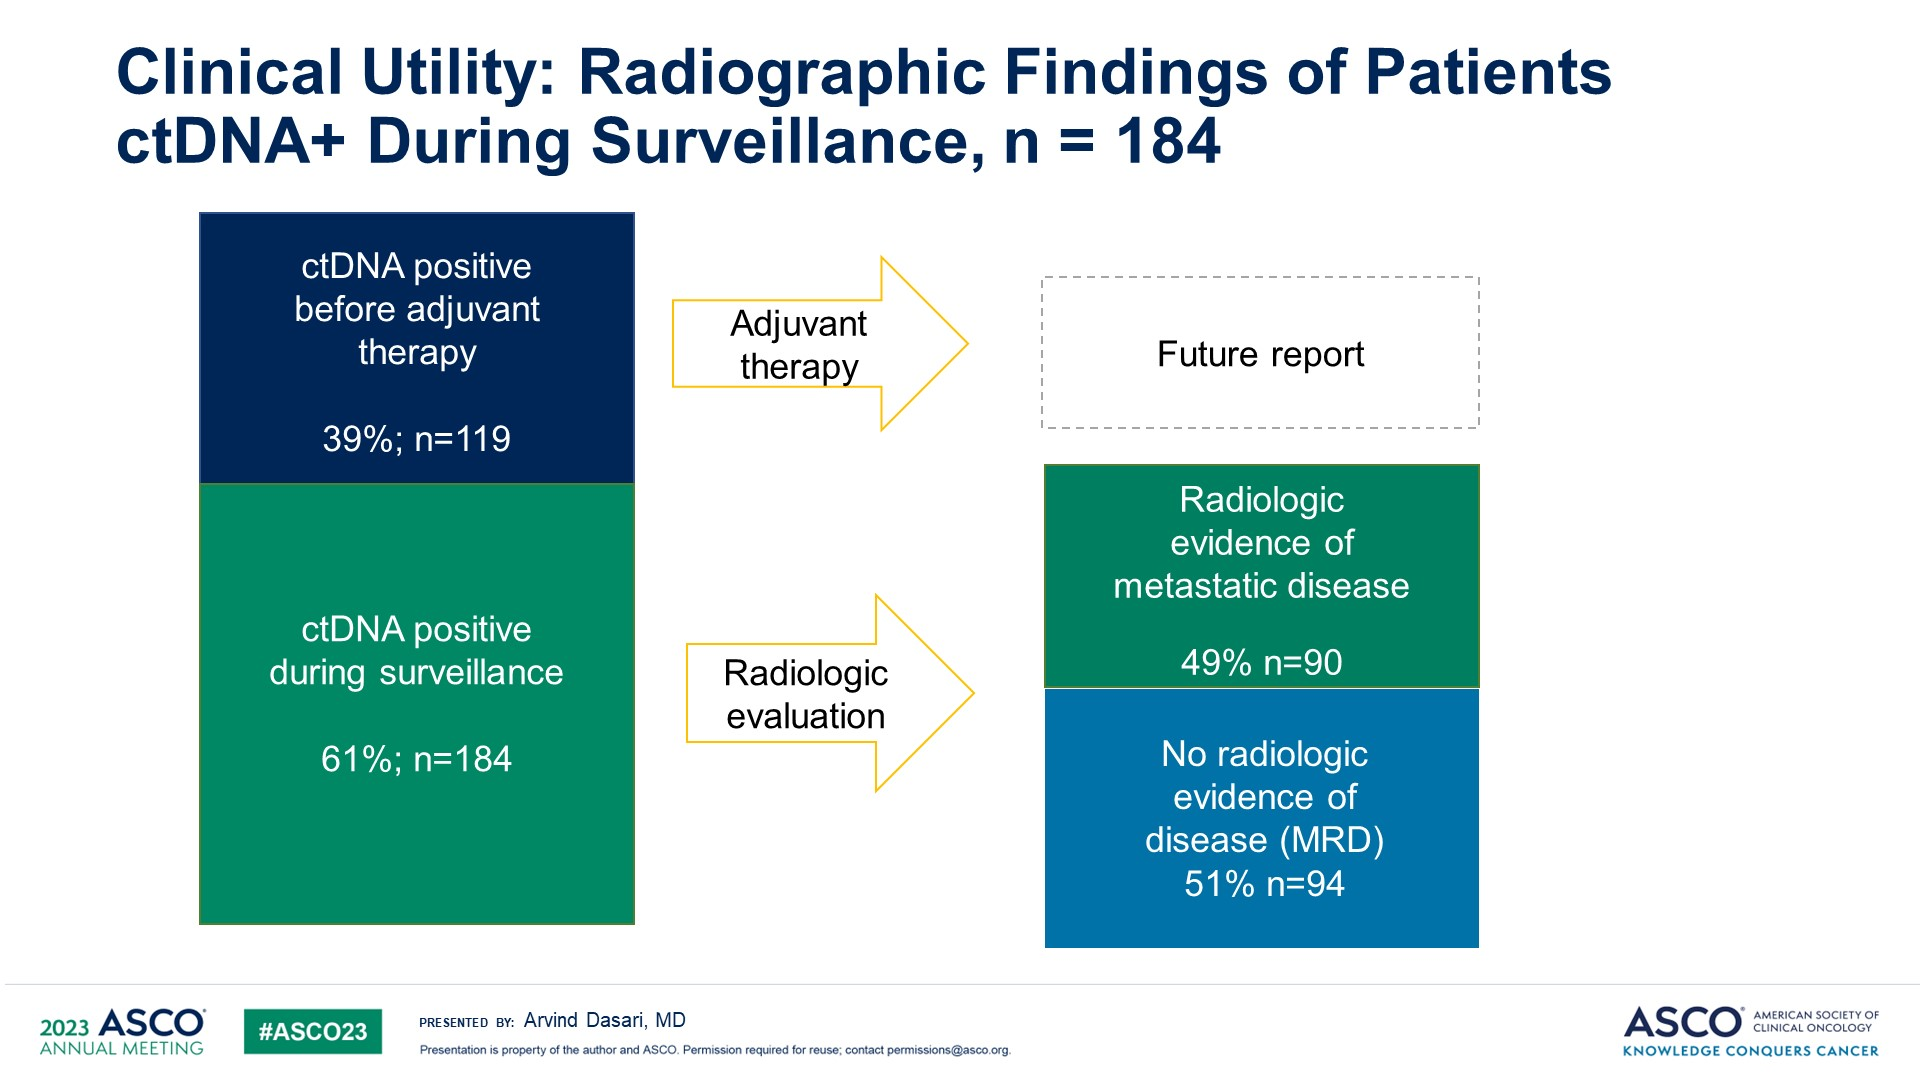 Clinical Utility: Radiographic Findings of Patients
ctDNA+ During Surveillance, n = 184
ctDNA positive
before adjuvant
therapy
39%; n=119
Adjuvant
therapy
Future report
ctDNA positive
during surveillance
61%; n=184
Radiologic
evaluation
Radiologic
evidence of
metastatic disease
49% n=90
No radiologic
evidence of
disease (MRD)
51% n=94
2023 ASCO
ANNUAL MEETING
#ASCO23
PRESENTED BY: Arvind Dasari, MD
Presentation is property of the author and ASCO. Permission required for reuse; contact permissions@asco.org.
ASCO AMERICAN SOCIETY OF
CLINICAL ONCOLOGY
KNOWLEDGE CONQUERS CANCER